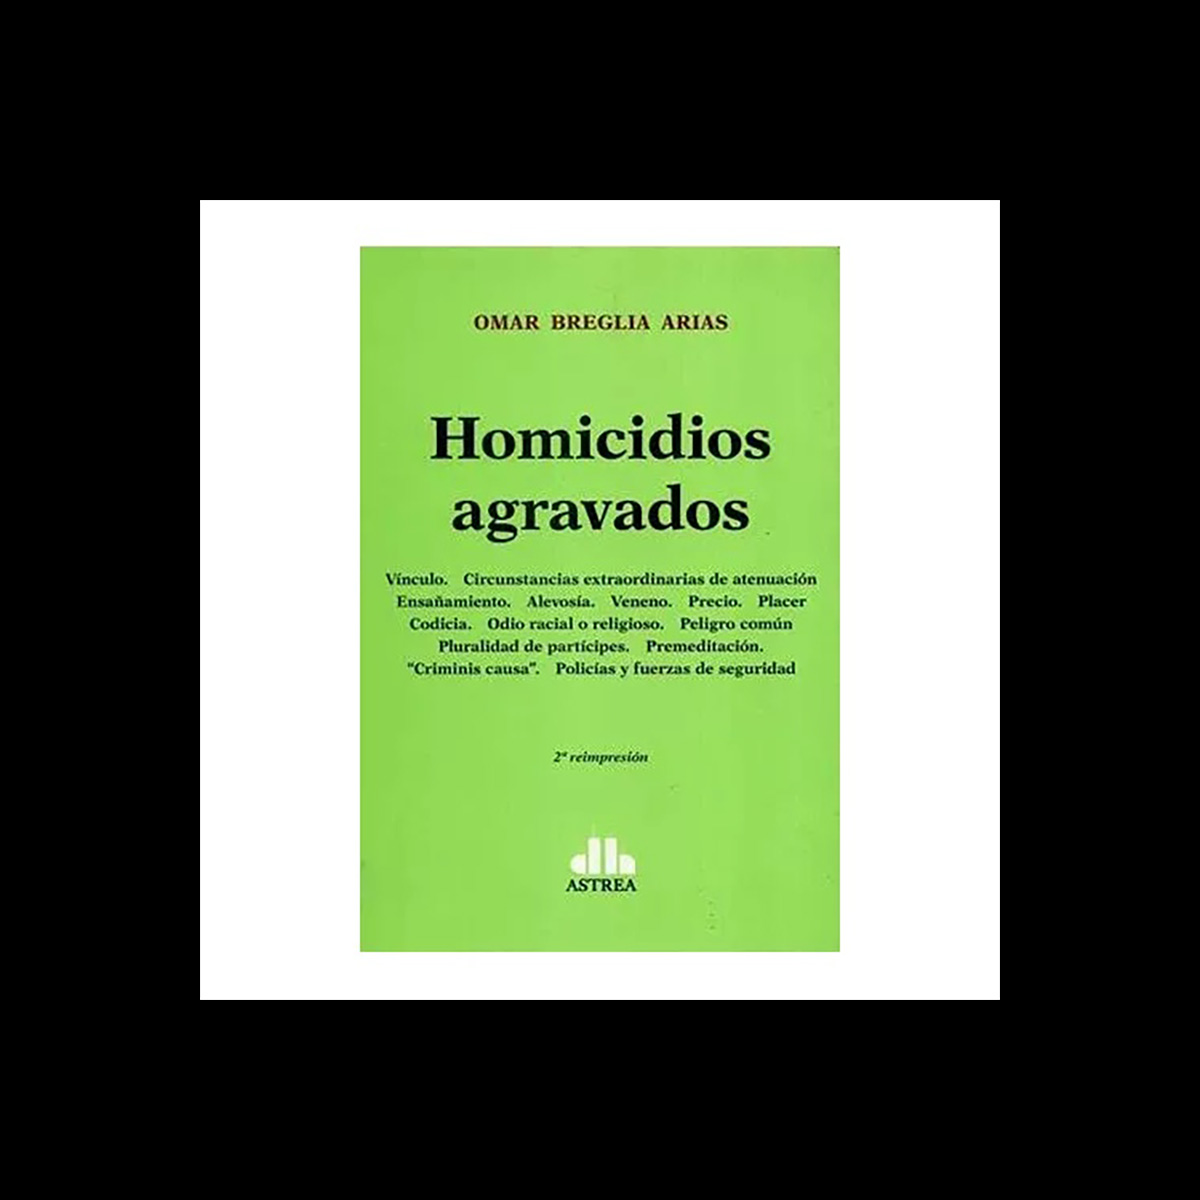 OMAR BREGLIA ARIAS
Homicidios
agravados
Vínculo. Circunstancias extraordinarias de atenuación
Ensañamiento. Alevosía. Veneno. Precio. Placer
Codicia. Odio racial o religioso. Peligro común
Pluralidad de partícipes. Premeditación.
"Criminis causa". Policías y fuerzas de seguridad
2ª reimpresión
ASTREA